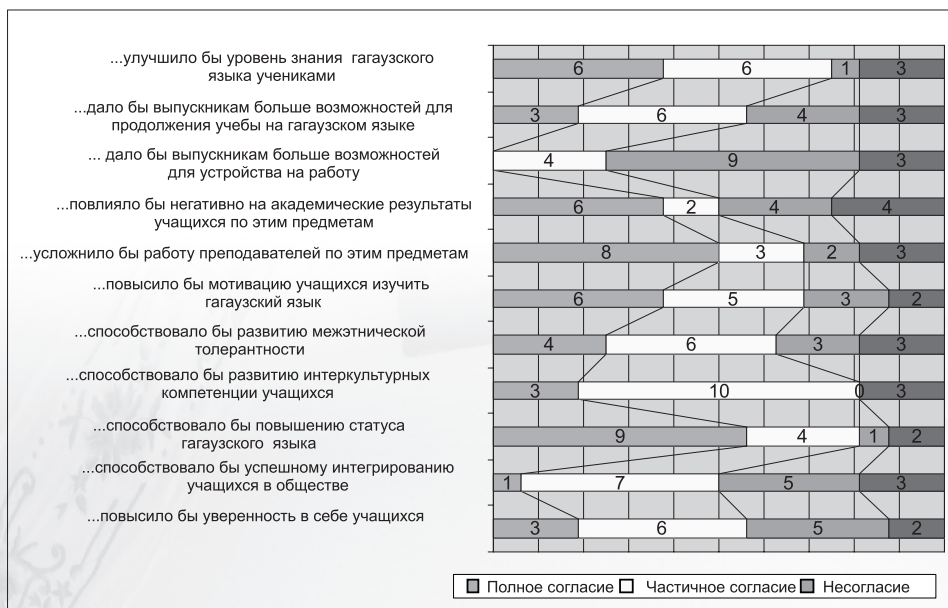 ...улучшило бы уровень знания гагаузского
языка учениками
6 6 1 3
...дало бы выпускникам больше возможностей для
продолжения учебы на гагаузском языке
3 6 4 3
... дало бы выпускникам больше возможностей
для устройства на работу
4 9 3
...повлияло бы негативно на академические результаты
учащихся по этим предметам
6 2 4 4
...усложнило бы работу преподавателей по этим предметам
8 3 2 3
...повысило бы мотивацию учащихся изучить
гагаузский язык
6 5 3 2
...способствовало бы развитию межэтнической
толерантности
4 6 3 3
...способствовало бы развитию интеркультурных
компетенции учащихся
3 10 0 3
...способствовало бы повышению статуса
гагаузского языка
9 4 1 2
...способствовало бы успешному интегрированию
учащихся в обществе
1 7 5 3
...повысило бы уверенность в себе учащихся
3 6 5 2
Полное согласие Частичное согласие Несогласие